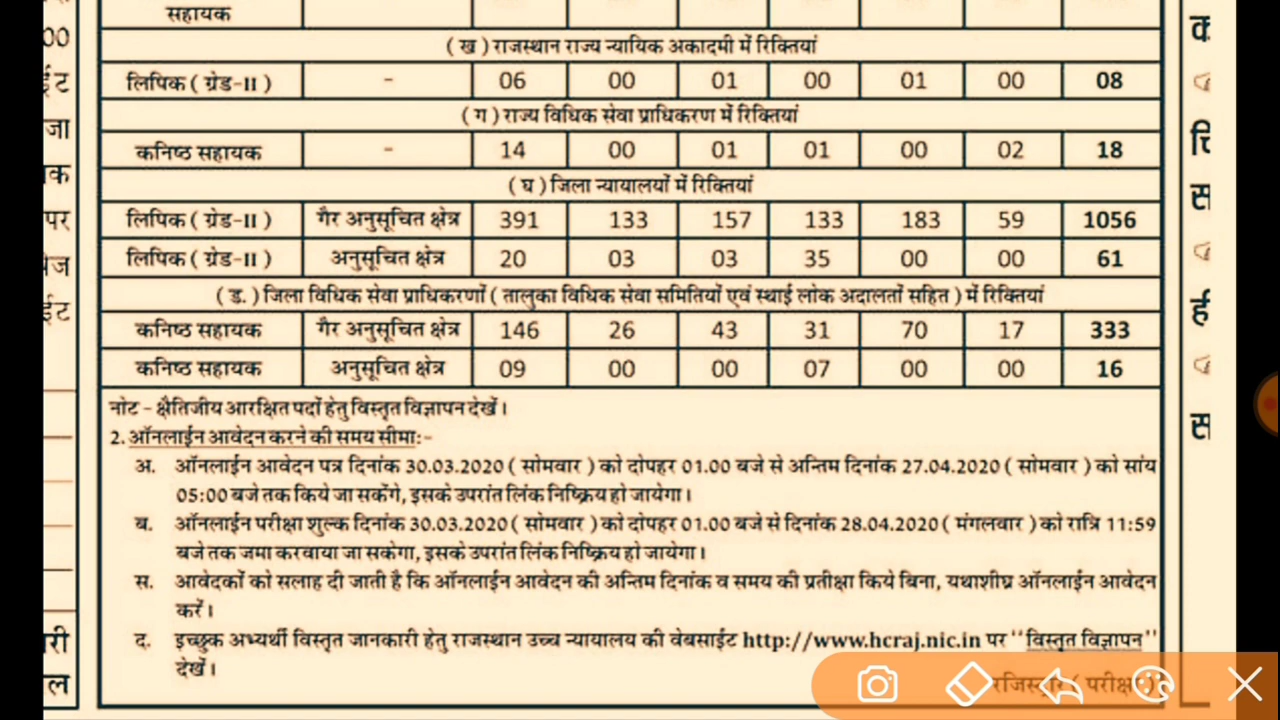 सहायक
( ख ) राजस्थान राज्य न्यायिक अकादमी में रिक्तियां
लिपिक ( ग्रेड-II ) - 06 00 01 00 01 00 08
( ग ) राज्य विधिक सेवा प्राधिकरण में रिक्तियां
कनिष्ठ सहायक - 14 00 01 01 00 02 18
( घ ) जिला न्यायालयों में रिक्तियां
लिपिक ( ग्रेड-II ) गैर अनुसूचित क्षेत्र 391 133 157 133 183 59 1056
लिपिक ( ग्रेड-II ) अनुसूचित क्षेत्र 20 03 03 35 00 00 61
( ड. ) जिला विधिक सेवा प्राधिकरणों ( तालुका विधिक सेवा समितियों एवं स्थाई लोक अदालतों सहित ) में रिक्तियां
कनिष्ठ सहायक गैर अनुसूचित क्षेत्र 146 26 43 31 70 17 333
कनिष्ठ सहायक अनुसूचित क्षेत्र 09 00 00 07 00 00 16
नोट - क्षैतिजीय आरक्षित पदों हेतु विस्तृत विज्ञापन देखें।
2. ऑनलाईन आवेदन करने की समय सीमा:-
अ. ऑनलाईन आवेदन पत्र दिनांक 30.03.2020 ( सोमवार ) को दोपहर 01.00 बजे से अन्तिम दिनांक 27.04.2020 ( सोमवार ) को सांय
05:00 बजे तक किये जा सकेंगे, इसके उपरांत लिंक निष्क्रिय हो जायेगा।
ब. ऑनलाईन परीक्षा शुल्क दिनांक 30.03.2020 ( सोमवार ) को दोपहर 01.00 बजे से दिनांक 28.04.2020 ( मंगलवार ) को रात्रि 11:59
बजे तक जमा करवाया जा सकेगा, इसके उपरांत लिंक निष्क्रिय हो जायेगा।
स. आवेदकों को सलाह दी जाती है कि ऑनलाईन आवेदन की अन्तिम दिनांक व समय की प्रतीक्षा किये बिना, यथाशीघ्र ऑनलाईन आवेदन
करें।
द. इच्छुक अभ्यर्थी विस्तृत जानकारी हेतु राजस्थान उच्च न्यायालय की वेबसाईट http://www.hcraj.nic.in पर ''विस्तृत विज्ञापन''
देखें।
रजिस्ट्रार ( परीक्षा )